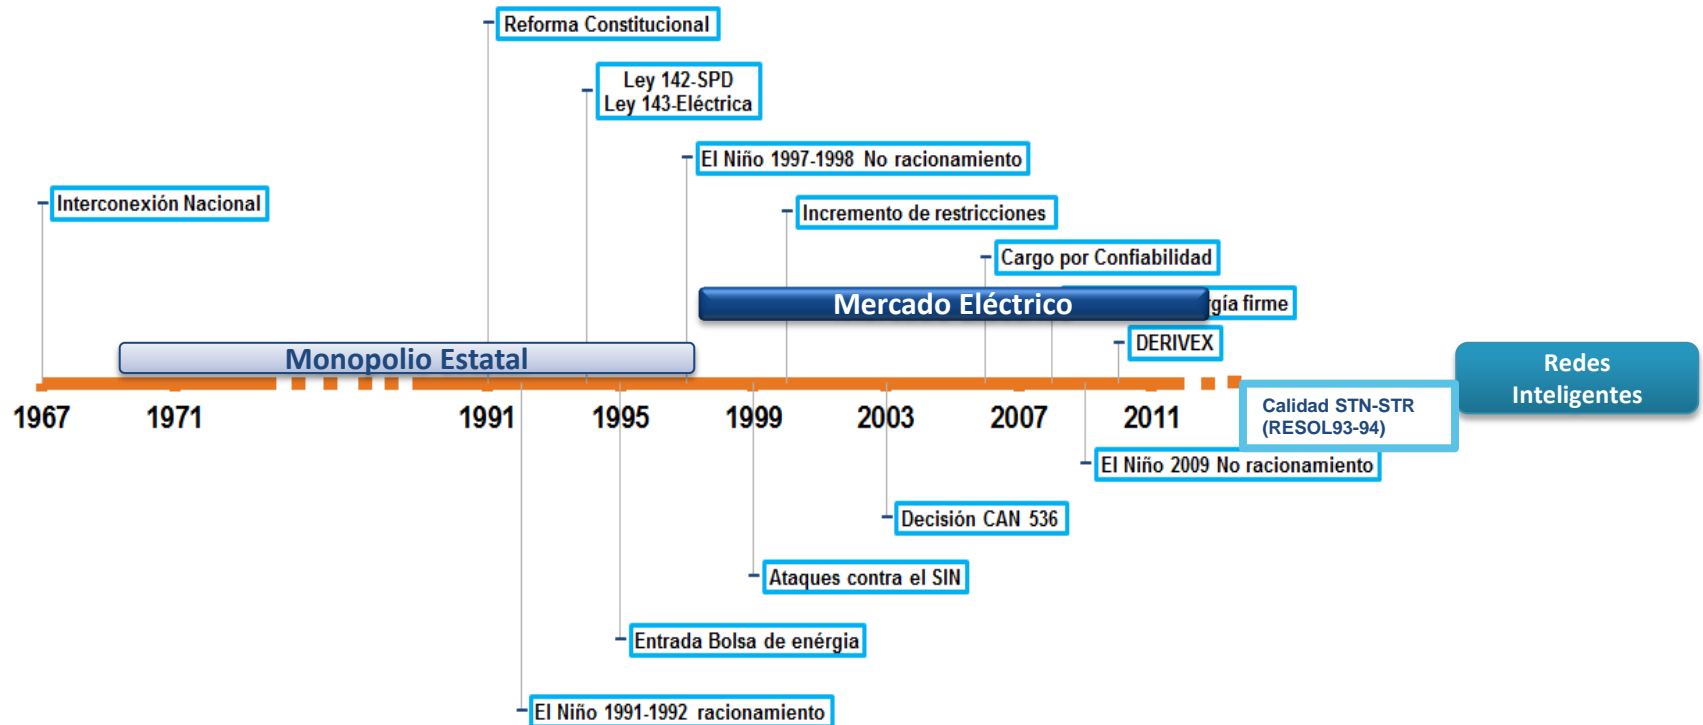 Reforma Constitucional
Ley 142-SPD
Ley 143-Eléctrica
El Niño 1997-1998 No racionamiento
Interconexión Nacional
Incremento de restricciones
Cargo por Confiabilidad
Mercado Eléctrico
firme
DERIVEX
Monopolio Estatal
Redes
Inteligentes
1967
1971
1991
1995
1999
2003
2007
2011
Calidad STN-STR
(RESOL93-94)
El Niño 2009 No racionamiento
Decisión CAN 536
Ataques contra el SIN
Entrada Bolsa de enérgia
El Niño 1991-1992 racionamiento